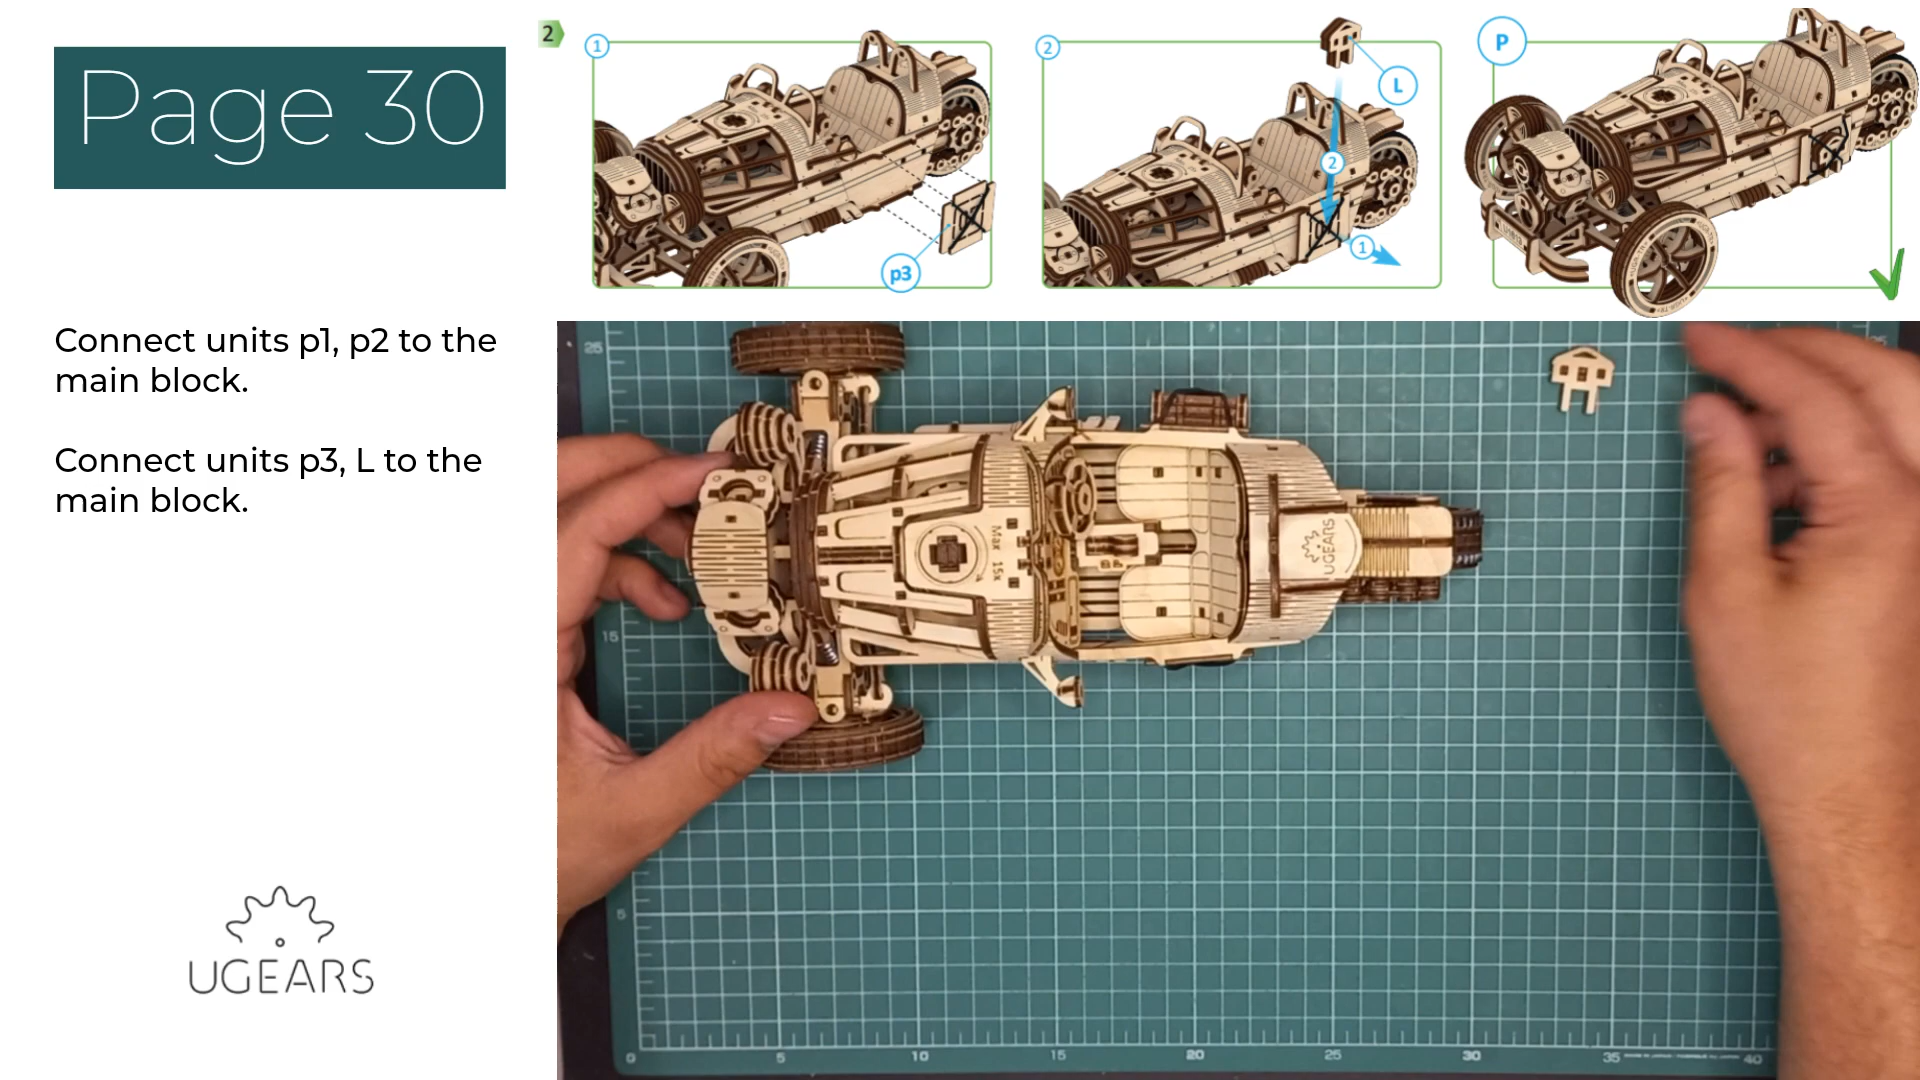 Page 30
2
1
p3
2
L
2
1
P
Connect units p1, p2 to the
main block.
Connect units p3, L to the
main block.
UGEARS
25
15
5
0
5
10
15
20
25
30
35
40
Max 15x
UGEARS